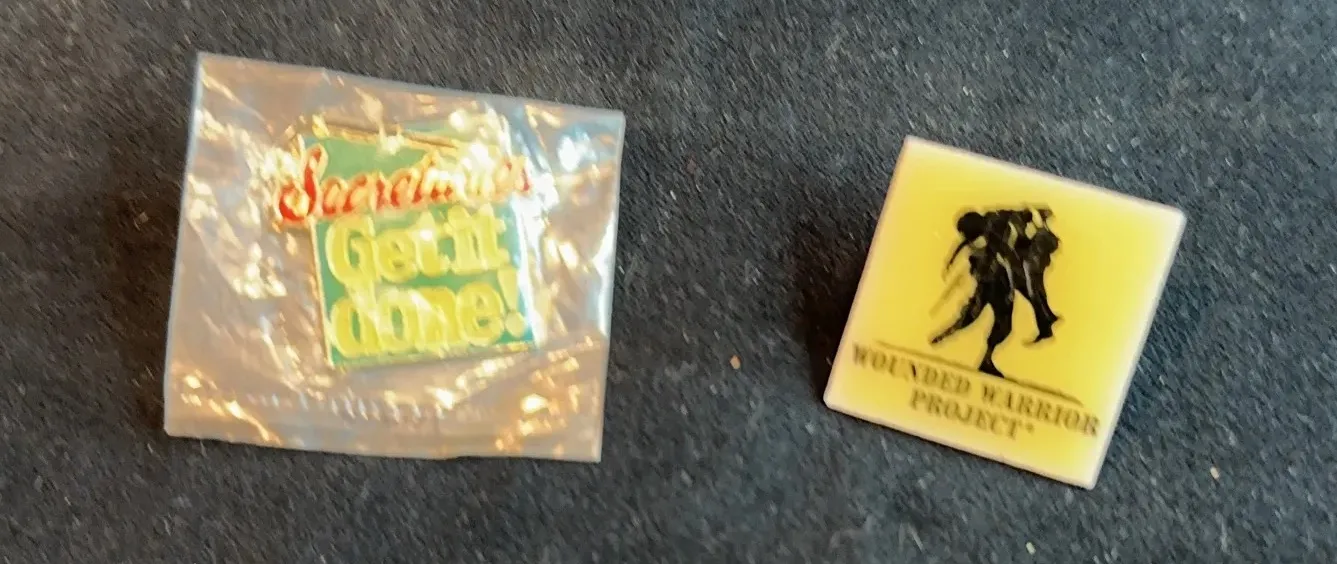 Secretaries
Get it
done!
WOUNDED WARRIOR
PROJECT®